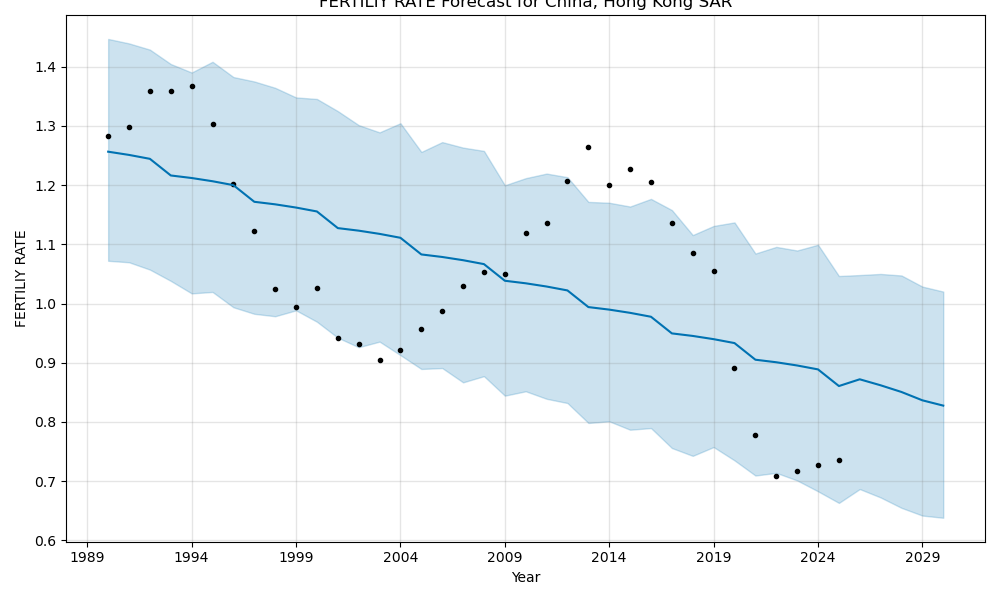 FERTILIY RATE Forecast for China, Hong Kong SAR
1.4
1.3
1.2
1.1
1.0
0.9
0.8
0.7
0.6
FERTILIY RATE
1989 1994 1999 2004 2009 2014 2019 2024 2029
Year